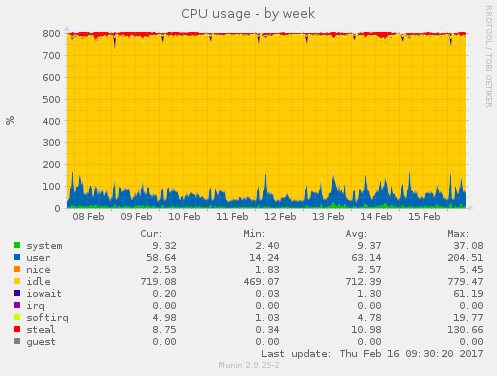 CPU usage - by week
RRDTOOL / TOBI OETIKER
%
800
700
600
500
400
300
200
100
0
08 Feb 09 Feb 10 Feb 11 Feb 12 Feb 13 Feb 14 Feb 15 Feb
Cur: Min: Avg: Max:
system 9.32 2.40 9.37 37.08
user 58.64 14.24 63.14 204.51
nice 2.53 1.83 2.57 5.45
idle 719.08 469.07 712.39 779.47
iowait 0.20 0.03 1.30 61.19
irq 0.00 0.00 0.00 0.00
softirq 4.98 1.03 4.78 19.77
steal 8.75 0.34 10.98 130.66
guest 0.00 0.00 0.00 0.00
Last update: Thu Feb 16 09:30:20 2017
Munin 2.0.25-2